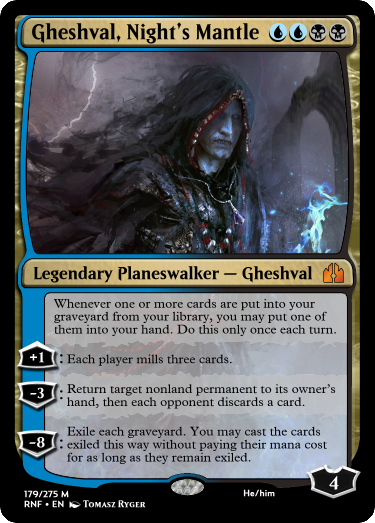 Gheshval, Night's Mantle
Legendary Planeswalker — Gheshval
Whenever one or more cards are put into your
graveyard from your library, you may put one of
them into your hand. Do this only once each turn.
+1: Each player mills three cards.
-3: Return target nonland permanent to its owner's
hand, then each opponent discards a card.
-8: Exile each graveyard. You may cast the cards
exiled this way without paying their mana cost
for as long as they remain exiled.
4
179/275 M
He/him
RNF • EN Tomasz Ryger